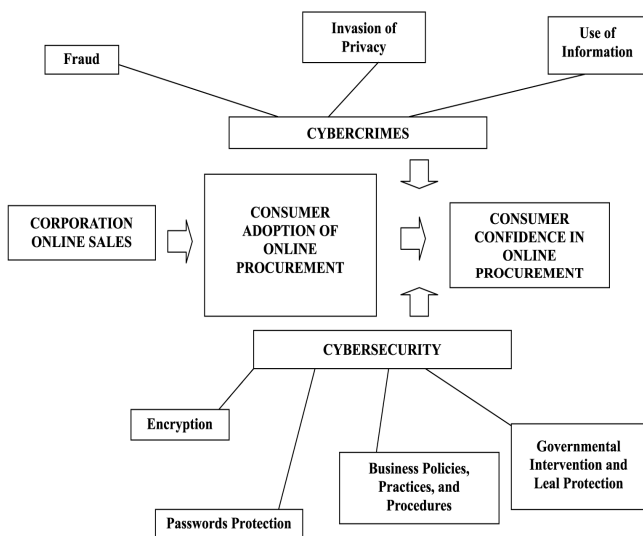 Fraud
Invasion of
Privacy
Use of
Information
CYBERCRIMES
CORPORATION
ONLINE SALES
CONSUMER
ADOPTION OF
ONLINE
PROCUREMENT
CONSUMER
CONFIDENCE IN
ONLINE
PROCUREMENT
CYBERSECURITY
Encryption
Passwords Protection
Business Policies,
Practices, and
Procedures
Governmental
Intervention and
Leal Protection